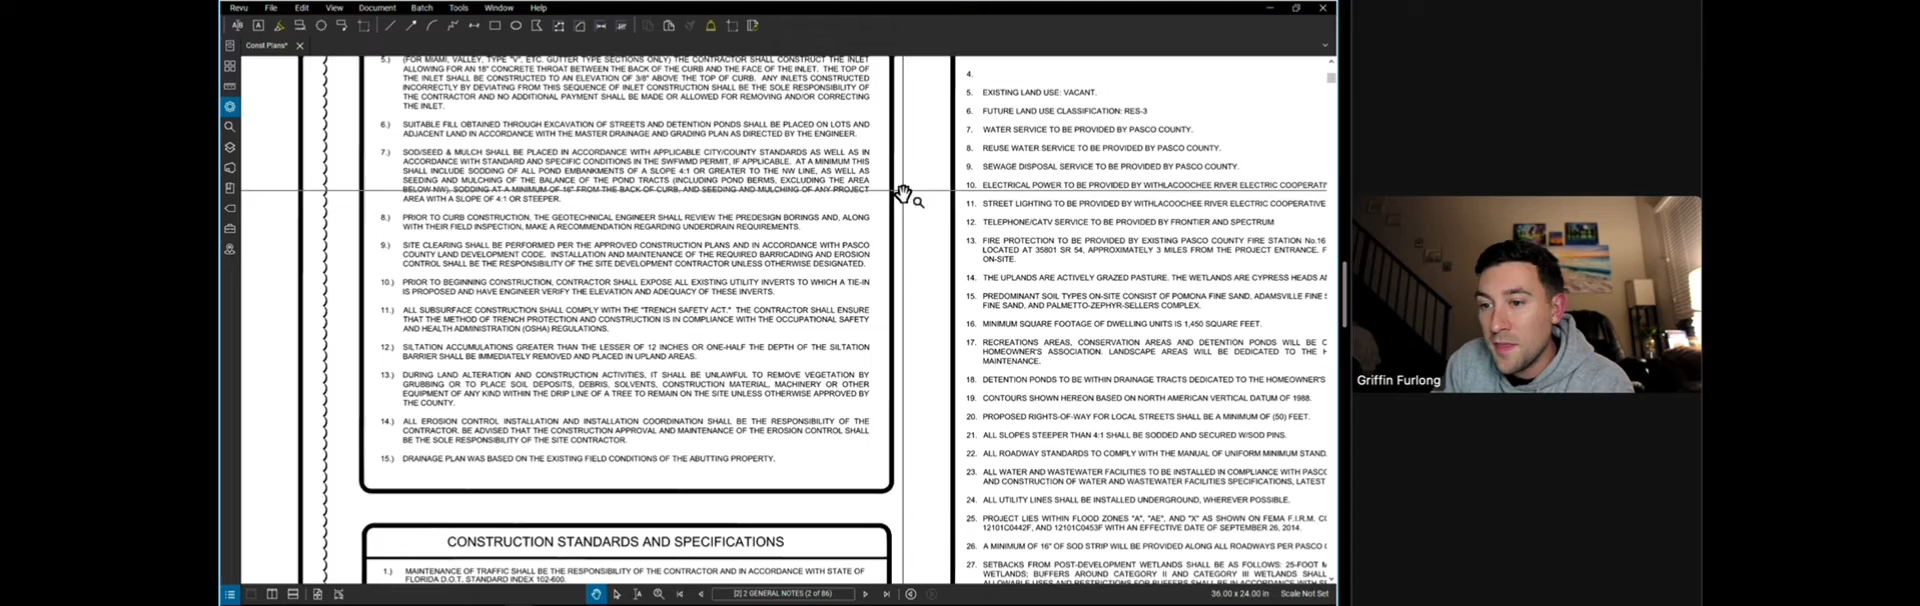 Revu File Edit View Document Batch Tools Window Help
Const Plans*
5.) (FOR MIAMI, VALLEY, TYPE "V", ETC. GUTTER TYPE SECTIONS ONLY) THE CONTRACTOR SHALL CONSTRUCT THE INLET
ALLOWING FOR AN 18" CONCRETE THROAT BETWEEN THE BACK OF THE CURB AND THE FACE OF THE INLET. THE TOP OF
THE INLET SHALL BE CONSTRUCTED TO AN ELEVATION OF 3/8" ABOVE THE TOP OF CURB. ANY INLETS CONSTRUCTED
INCORRECTLY BY DEVIATING FROM THIS SEQUENCE OF INLET CONSTRUCTION SHALL BE THE SOLE RESPONSIBILITY OF
THE CONTRACTOR AND NO ADDITIONAL PAYMENT SHALL BE MADE OR ALLOWED FOR REMOVING AND/OR CORRECTING
THE INLET.
6.) SUITABLE FILL OBTAINED THROUGH EXCAVATION OF STREETS AND DETENTION PONDS SHALL BE PLACED ON LOTS AND
ADJACENT LAND IN ACCORDANCE WITH THE MASTER DRAINAGE AND GRADING PLAN AS DIRECTED BY THE ENGINEER.
7.) SOD/SEED & MULCH SHALL BE PLACED IN ACCORDANCE WITH APPLICABLE CITY/COUNTY STANDARDS AS WELL AS IN
ACCORDANCE WITH STANDARD AND SPECIFIC CONDITIONS IN THE SWFWMD PERMIT, IF APPLICABLE. AT A MINIMUM THIS
SHALL INCLUDE SODDING OF ALL POND EMBANKMENTS OF A SLOPE 4:1 OR GREATER TO THE NW LINE, AS WELL AS
SEEDING AND MULCHING OF THE BALANCE OF THE POND TRACTS (INCLUDING POND BERMS, EXCLUDING THE AREA
BELOW NW), SODDING AT A MINIMUM OF 16" FROM THE BACK OF CURB, AND SEEDING AND MULCHING OF ANY PROJECT
AREA WITH A SLOPE OF 4:1 OR STEEPER.
8.) PRIOR TO CURB CONSTRUCTION, THE GEOTECHNICAL ENGINEER SHALL REVIEW THE PREDESIGN BORINGS AND, ALONG
WITH THEIR FIELD INSPECTION, MAKE A RECOMMENDATION REGARDING UNDERDRAIN REQUIREMENTS.
9.) SITE CLEARING SHALL BE PERFORMED PER THE APPROVED CONSTRUCTION PLANS AND IN ACCORDANCE WITH PASCO
COUNTY LAND DEVELOPMENT CODE. INSTALLATION AND MAINTENANCE OF THE REQUIRED BARRICADING AND EROSION
CONTROL SHALL BE THE RESPONSIBILITY OF THE SITE DEVELOPMENT CONTRACTOR UNLESS OTHERWISE DESIGNATED.
10.) PRIOR TO BEGINNING CONSTRUCTION, CONTRACTOR SHALL EXPOSE ALL EXISTING UTILITY INVERTS TO WHICH A TIE-IN
IS PROPOSED AND HAVE ENGINEER VERIFY THE ELEVATION AND ADEQUACY OF THESE INVERTS.
11.) ALL SUBSURFACE CONSTRUCTION SHALL COMPLY WITH THE "TRENCH SAFETY ACT." THE CONTRACTOR SHALL ENSURE
THAT THE METHOD OF TRENCH PROTECTION AND CONSTRUCTION IS IN COMPLIANCE WITH THE OCCUPATIONAL SAFETY
AND HEALTH ADMINISTRATION (OSHA) REGULATIONS.
12.) SILTATION ACCUMULATIONS GREATER THAN THE LESSER OF 12 INCHES OR ONE-HALF THE DEPTH OF THE SILTATION
BARRIER SHALL BE IMMEDIATELY REMOVED AND PLACED IN UPLAND AREAS.
13.) DURING LAND ALTERATION AND CONSTRUCTION ACTIVITIES, IT SHALL BE UNLAWFUL TO REMOVE VEGETATION BY
GRUBBING OR TO PLACE SOIL DEPOSITS, DEBRIS, SOLVENTS, CONSTRUCTION MATERIAL, MACHINERY OR OTHER
EQUIPMENT OF ANY KIND WITHIN THE DRIP LINE OF A TREE TO REMAIN ON THE SITE UNLESS OTHERWISE APPROVED BY
THE COUNTY.
14.) ALL EROSION CONTROL INSTALLATION AND INSTALLATION COORDINATION SHALL BE THE RESPONSIBILITY OF THE
CONTRACTOR. BE ADVISED THAT THE CONSTRUCTION APPROVAL AND MAINTENANCE OF THE EROSION CONTROL SHALL
BE THE SOLE RESPONSIBILITY OF THE SITE CONTRACTOR.
15.) DRAINAGE PLAN WAS BASED ON THE EXISTING FIELD CONDITIONS OF THE ABUTTING PROPERTY.
CONSTRUCTION STANDARDS AND SPECIFICATIONS
1.) MAINTENANCE OF TRAFFIC SHALL BE THE RESPONSIBILITY OF THE CONTRACTOR AND IN ACCORDANCE WITH STATE OF
FLORIDA D.O.T. STANDARD INDEX 102-600.
4.
5. EXISTING LAND USE: VACANT.
6. FUTURE LAND USE CLASSIFICATION: RES-3
7. WATER SERVICE TO BE PROVIDED BY PASCO COUNTY.
8. REUSE WATER SERVICE TO BE PROVIDED BY PASCO COUNTY.
9. SEWAGE DISPOSAL SERVICE TO BE PROVIDED BY PASCO COUNTY.
10. ELECTRICAL POWER TO BE PROVIDED BY WITHLACOOCHEE RIVER ELECTRIC COOPERATI
11. STREET LIGHTING TO BE PROVIDED BY WITHLACOOCHEE RIVER ELECTRIC COOPERATIVE
12. TELEPHONE/CATV SERVICE TO BE PROVIDED BY FRONTIER AND SPECTRUM
13. FIRE PROTECTION TO BE PROVIDED BY EXISTING PASCO COUNTY FIRE STATION No.16
LOCATED AT 35801 SR 54, APPROXIMATELY 3 MILES FROM THE PROJECT ENTRANCE. F
ON-SITE.
14. THE UPLANDS ARE ACTIVELY GRAZED PASTURE. THE WETLANDS ARE CYPRESS HEADS A
15. PREDOMINANT SOIL TYPES ON-SITE CONSIST OF POMONA FINE SAND, ADAMSVILLE FINE
FINE SAND, AND PALMETTO-ZEPHYR-SELLERS COMPLEX.
16. MINIMUM SQUARE FOOTAGE OF DWELLING UNITS IS 1,450 SQUARE FEET.
17. RECREATIONS AREAS, CONSERVATION AREAS AND DETENTION PONDS WILL BE
HOMEOWNER'S ASSOCIATION. LANDSCAPE AREAS WILL BE DEDICATED TO THE
MAINTENANCE.
18. DETENTION PONDS TO BE WITHIN DRAINAGE TRACTS DEDICATED TO THE HOMEOWNER'S
19. CONTOURS SHOWN HEREON BASED ON NORTH AMERICAN VERTICAL DATUM OF 1988.
20. PROPOSED RIGHTS-OF-WAY FOR LOCAL STREETS SHALL BE MINIMUM OF (50) FEET.
21. ALL SLOPES STEEPER THAN 4:1 SHALL BE SODDED AND SECURED W/SOD PINS.
22. ALL ROADWAY STANDARDS TO COMPLY WITH THE MANUAL OF UNIFORM MINIMUM STAND
23. ALL WATER AND WASTEWATER FACILITIES TO BE INSTALLED IN COMPLIANCE WITH PASC
AND CONSTRUCTION OF WATER AND WASTEWATER FACILITIES SPECIFICATIONS, LATEST
24. ALL UTILITY LINES SHALL BE INSTALLED UNDERGROUND, WHEREVER POSSIBLE.
25. PROJECT LIES WITHIN FLOOD ZONES "A", "AE", AND "X" AS SHOWN ON FEMA F.I.R.M.
12101C0442F, AND 12101C0453F WITH AN EFFECTIVE DATE OF SEPTEMBER 26, 2014.
26. A MINIMUM OF 16" OF SOD STRIP WILL BE PROVIDED ALONG ALL ROADWAYS PER PASCO
27. SETBACKS FROM POST-DEVELOPMENT WETLANDS SHALL BE AS FOLLOWS: 25-FOOT
WETLANDS; BUFFERS AROUND CATEGORY II AND CATEGORY III WETLANDS SHALL
Griffin Furlong
[2] 2 GENERAL NOTES (2 of 86)
36.00 x 24.00 in Scale Not Set